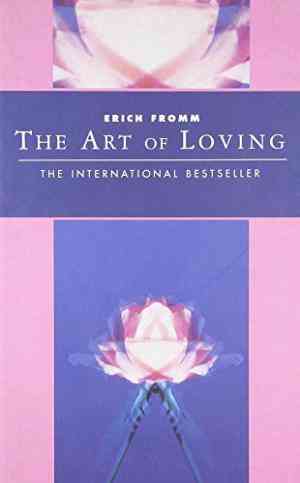 ERICH FROMM
THE ART OF LOVING
THE INTERNATIONAL BESTSELLER